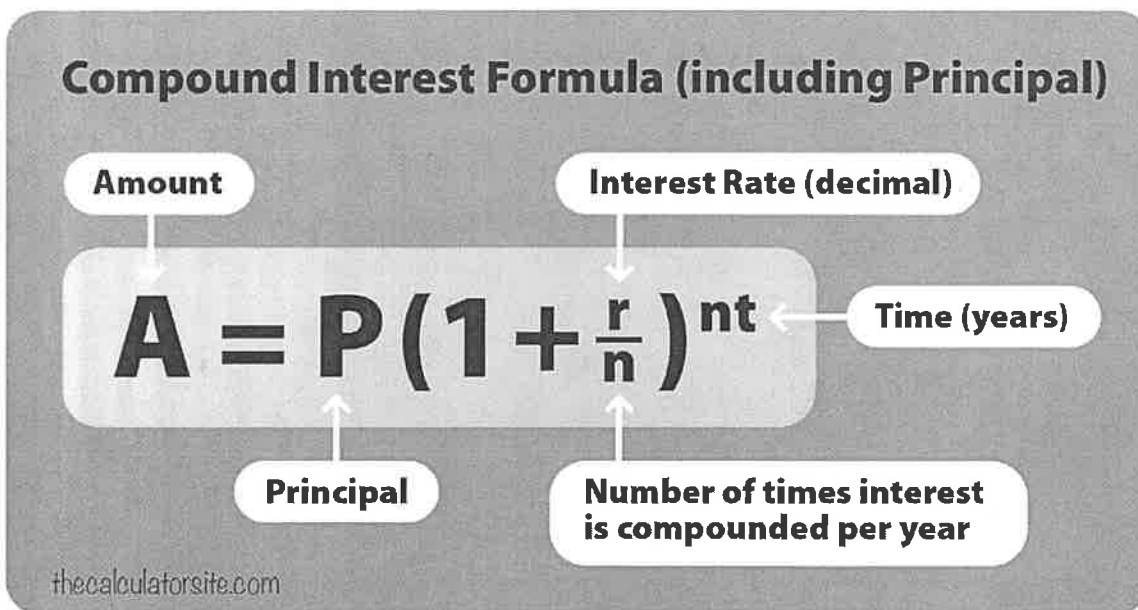 Compound Interest Formula (including Principal)
Amount
Interest Rate (decimal)
A = P(1 + r/n)^nt
Time (years)
Principal
Number of times interest
is compounded per year
thecalculatorsite.com